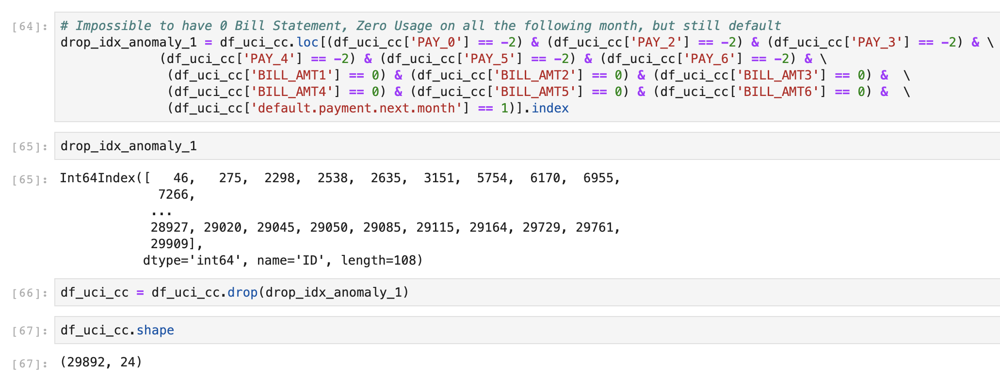 [64]: # Impossible to have 0 Bill Statement, Zero Usage on all the following month, but still default
drop_idx_anomaly_1 = df_uci_cc.loc[(df_uci_cc['PAY_0'] == -2) & (df_uci_cc['PAY_2'] == -2) & (df_uci_cc['PAY_3'] == -2) & \
(df_uci_cc['PAY_4'] == -2) & (df_uci_cc['PAY_5'] == -2) & (df_uci_cc['PAY_6'] == -2) & \
(df_uci_cc['BILL_AMT1'] == 0) & (df_uci_cc['BILL_AMT2'] == 0) & (df_uci_cc['BILL_AMT3'] == 0) &  \
(df_uci_cc['BILL_AMT4'] == 0) & (df_uci_cc['BILL_AMT5'] == 0) & (df_uci_cc['BILL_AMT6'] == 0) &  \
(df_uci_cc['default.payment.next.month'] == 1)].index
[65]: drop_idx_anomaly_1
[65]: Int64Index([   46,   275,  2298,  2538,  2635,  3151,  5754,  6170,  6955,
7266,
...
28927, 29020, 29045, 29050, 29085, 29115, 29164, 29729, 29761,
29909],
dtype='int64', name='ID', length=108)
[66]: df_uci_cc = df_uci_cc.drop(drop_idx_anomaly_1)
[67]: df_uci_cc.shape
[67]: (29892, 24)